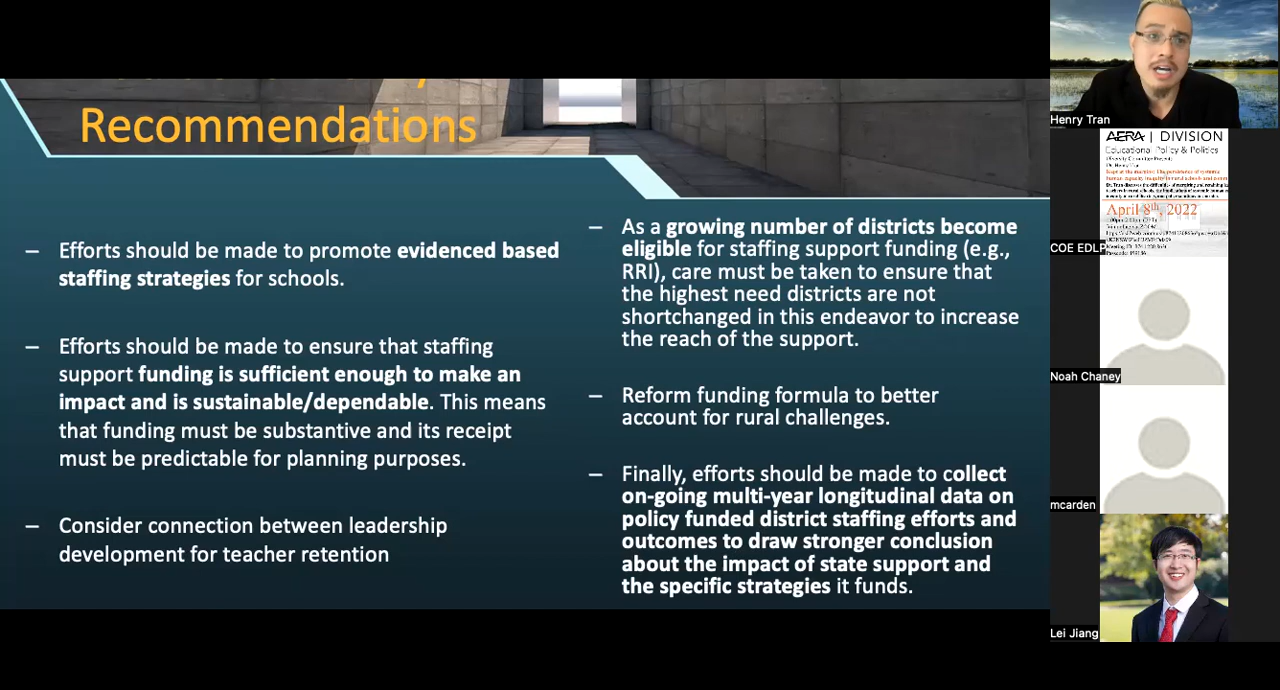 Recommendations
– Efforts should be made to promote evidenced based
staffing strategies for schools.
– Efforts should be made to ensure that staffing
support funding is sufficient enough to make an
impact and is sustainable/dependable. This means
that funding must be substantive and its receipt
must be predictable for planning purposes.
– Consider connection between leadership
development for teacher retention
– As a growing number of districts become
eligible for staffing support funding (e.g.,
RRI), care must be taken to ensure that
the highest need districts are not
shortchanged in this endeavor to increase
the reach of the support.
– Reform funding formula to better
account for rural challenges.
– Finally, efforts should be made to collect
on-going multi-year longitudinal data on
policy funded district staffing efforts and
outcomes to draw stronger conclusion
about the impact of state support and
the specific strategies it funds.
Henry Tran
AERA | DIVISION
Educational Policy & Politics
Diversity Committee Presents
Dr. Henry Tran
April 8th, 2022
COE EDLP
Noah Chaney
mcarden
Lei Jiang